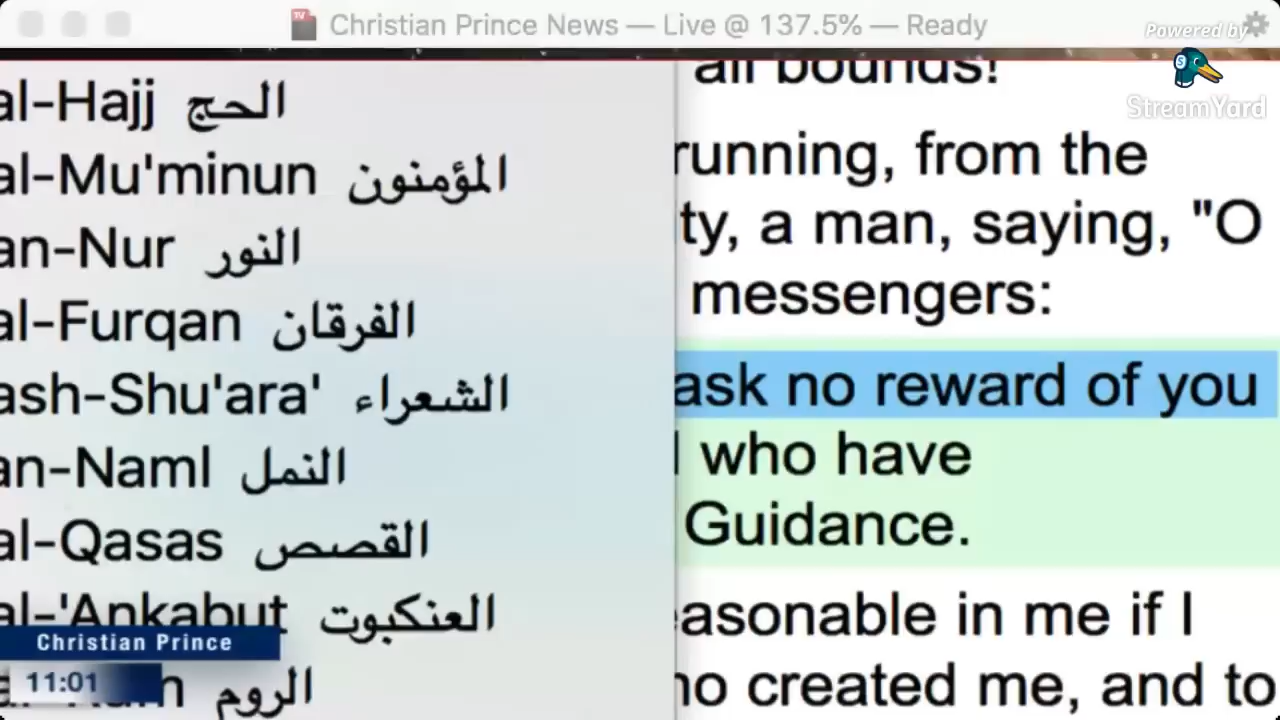 Christian Prince News — Live @ 137.5% — Ready
Powered by
StreamYard
al-Hajj الحج
al-Mu'minun المؤمنون
an-Nur النور
al-Furqan الفرقان
ash-Shu'ara' الشعراء
an-Naml النمل
al-Qasas القصص
al-'Ankabut العنكبوت
الروم
all bounds!
running, from the
ty, a man, saying, "O
messengers:
ask no reward of you
who have
Guidance.
easonable in me if I
ho created me, and to
Christian Prince
11:01